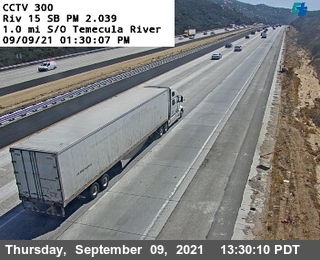 CCTV 300
Riv 15 SB PM 2.039
1.0 mi S/O Temecula River
09/09/21 01:30:07 PM
Thursday, September 09, 2021 13:30:10 PDT